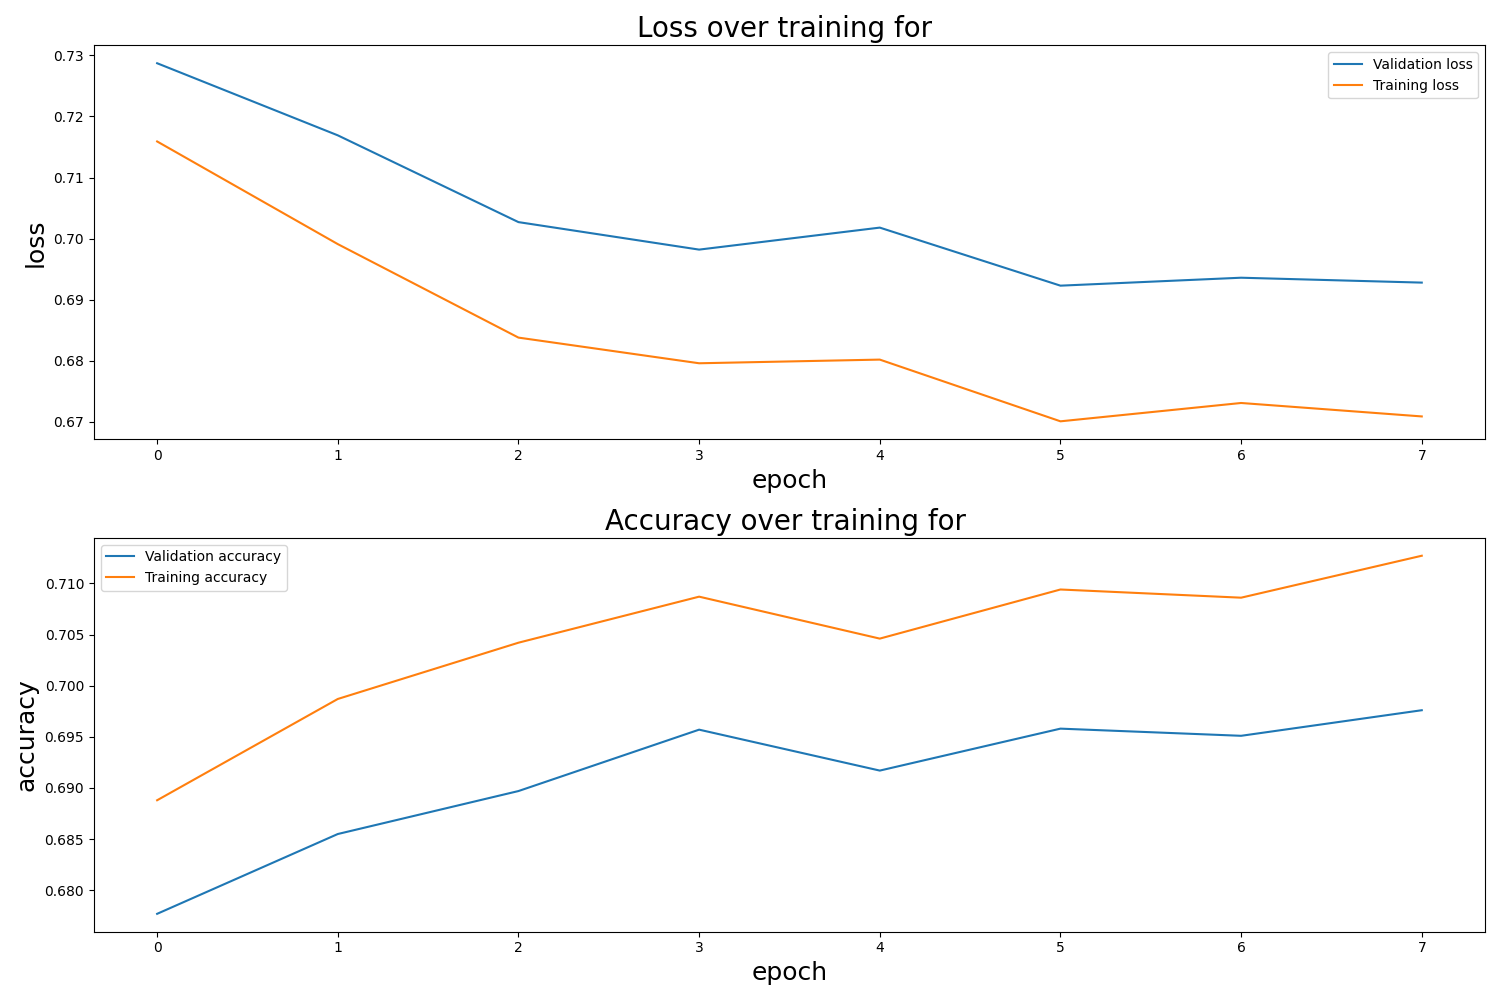 Loss over training for
0.73
0.72
0.71
0.70
0.69
0.68
0.67
loss
Validation loss
Training loss
0 1 2 3 4 5 6 7
epoch
Accuracy over training for
Validation accuracy
Training accuracy
0.710
0.705
0.700
0.695
0.690
0.685
0.680
accuracy
0 1 2 3 4 5 6 7
epoch